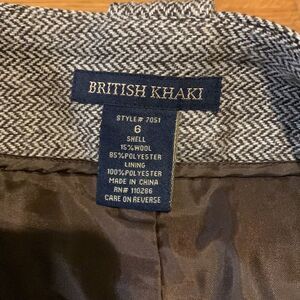 BRITISH KHAKI
STYLE# 7051
6
SHELL
15%WOOL
85%POLYESTER
LINING
100%POLYESTER
MADE IN CHINA
RN# 110286
CARE ON REVERSE